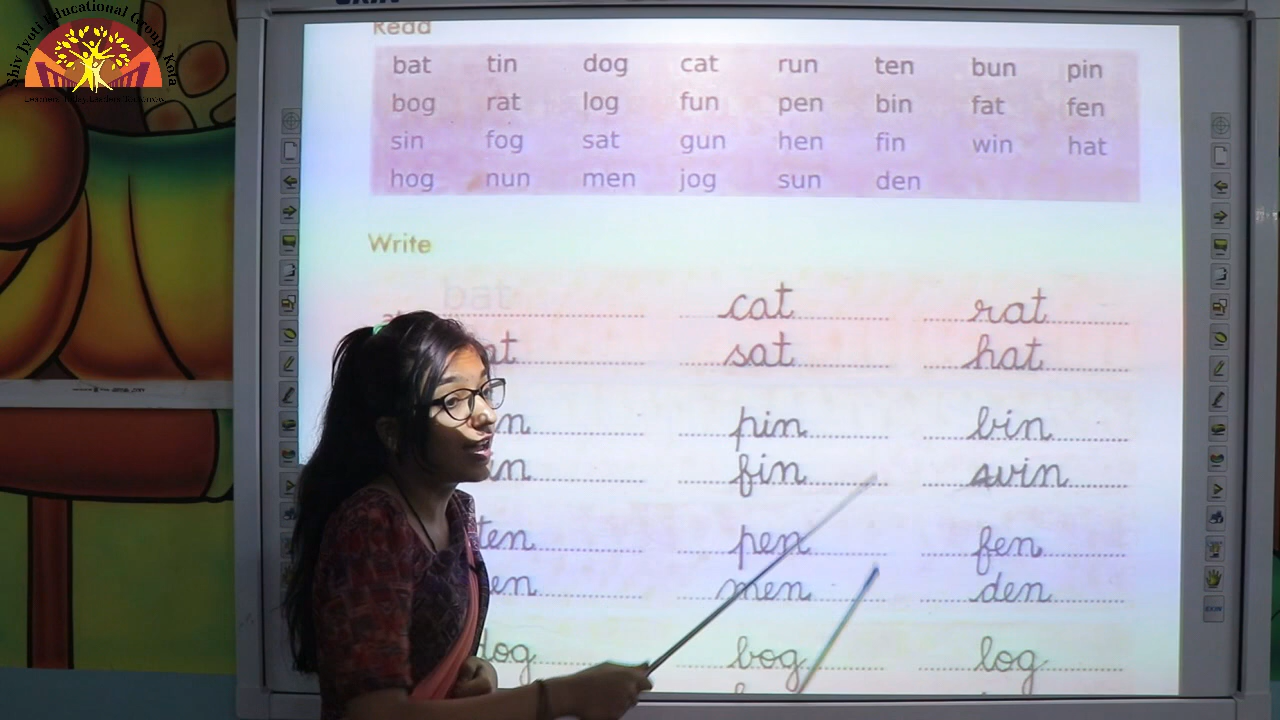 Shiv Jyoti Educational Group, Kota
Read
bat tin dog cat run ten bun pin
bog rat log fun pen bin fat fen
sin fog sat gun hen fin win hat
hog nun men jog sun den
Write
bat cat rat
sat hat
pin bin
fin win
ten pen fen
men den
dog bog log